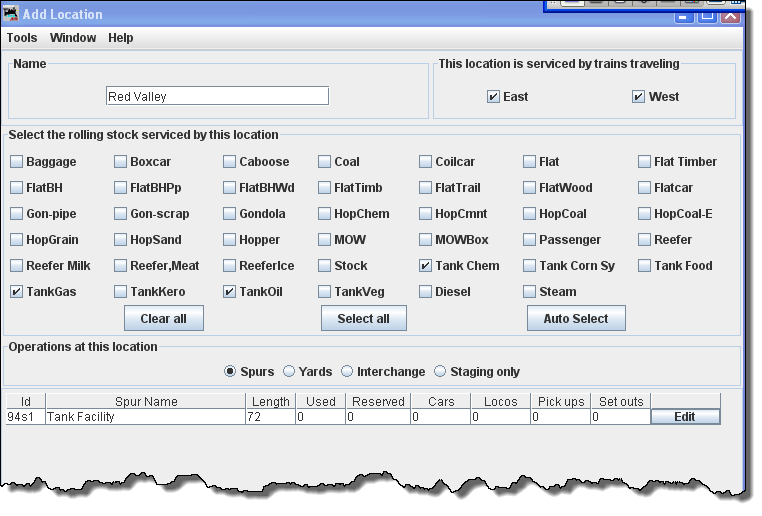 Add Location
Tools Window Help
Name This location is serviced by trains traveling
Red Valley East West
Select the rolling stock serviced by this location
Baggage Boxcar Caboose Coal Coilcar Flat Flat Timber
FlatBH FlatBHPp FlatBHWd FlatTimb FlatTrail FlatWood Flatcar
Gon-pipe Gon-scrap Gondola HopChem HopCmnt HopCoal HopCoal-E
HopGrain HopSand Hopper MOW MOWBox Passenger Reefer
Reefer Milk Reefer,Meat ReeferIce Stock Tank Chem Tank Corn Sy Tank Food
TankGas TankKero TankOil TankVeg Diesel Steam
Clear all Select all Auto Select
Operations at this location
Spurs Yards Interchange Staging only
Id Spur Name Length Used Reserved Cars Locos Pick ups Set outs
94s1 Tank Facility 72 0 0 0 0 0 0 Edit